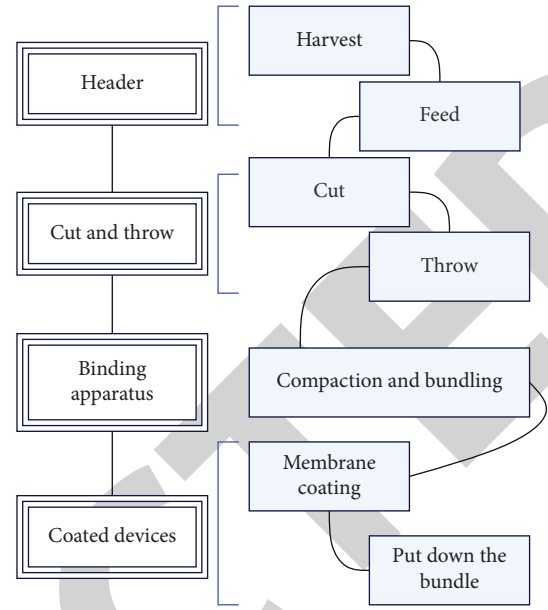 Harvest
Header
Feed
Cut
Cut and throw
Throw
Binding
apparatus
Compaction and bundling
Membrane
coating
Coated devices
Put down the
bundle